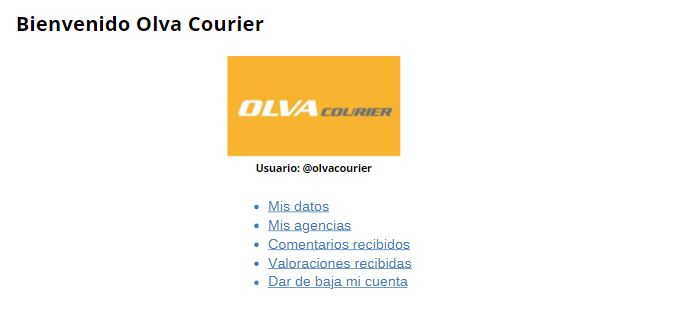 Bienvenido Olva Courier
OLVA COURIER
Usuario: @olvacourier
Mis datos
Mis agencias
Comentarios recibidos
Valoraciones recibidas
Dar de baja mi cuenta